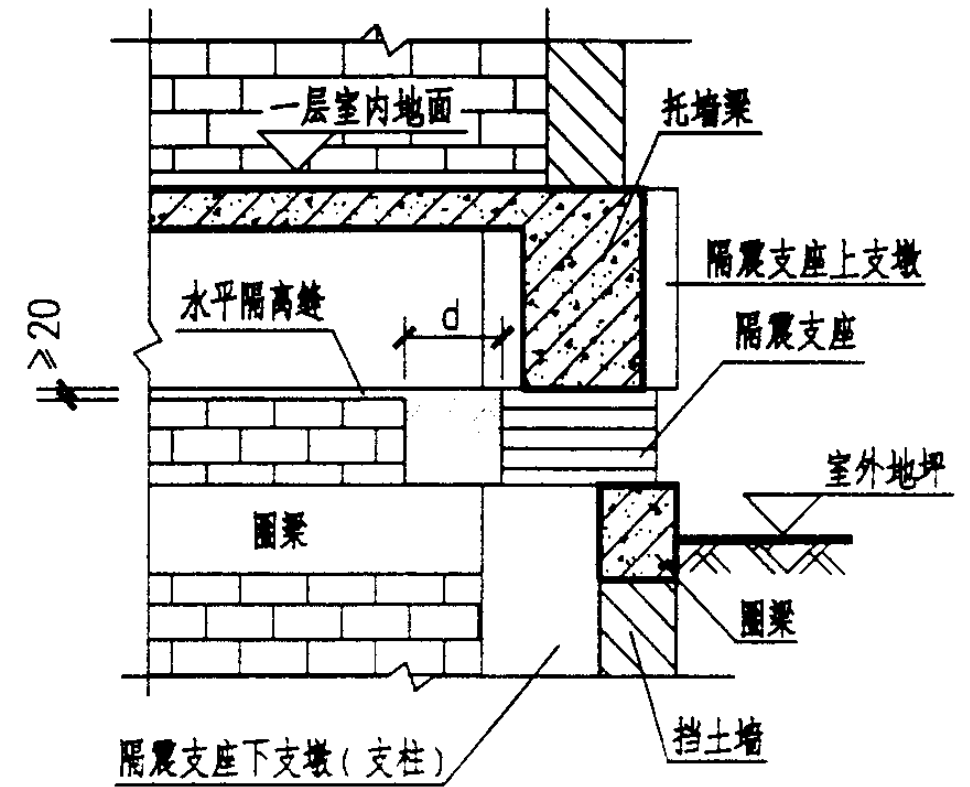 一层室内地面
托墙梁
隔震支座上支墩
水平隔离缝
d
≥20
隔震支座
室外地坪
圈梁
圈梁
挡土墙
隔震支座下支墩(支柱)